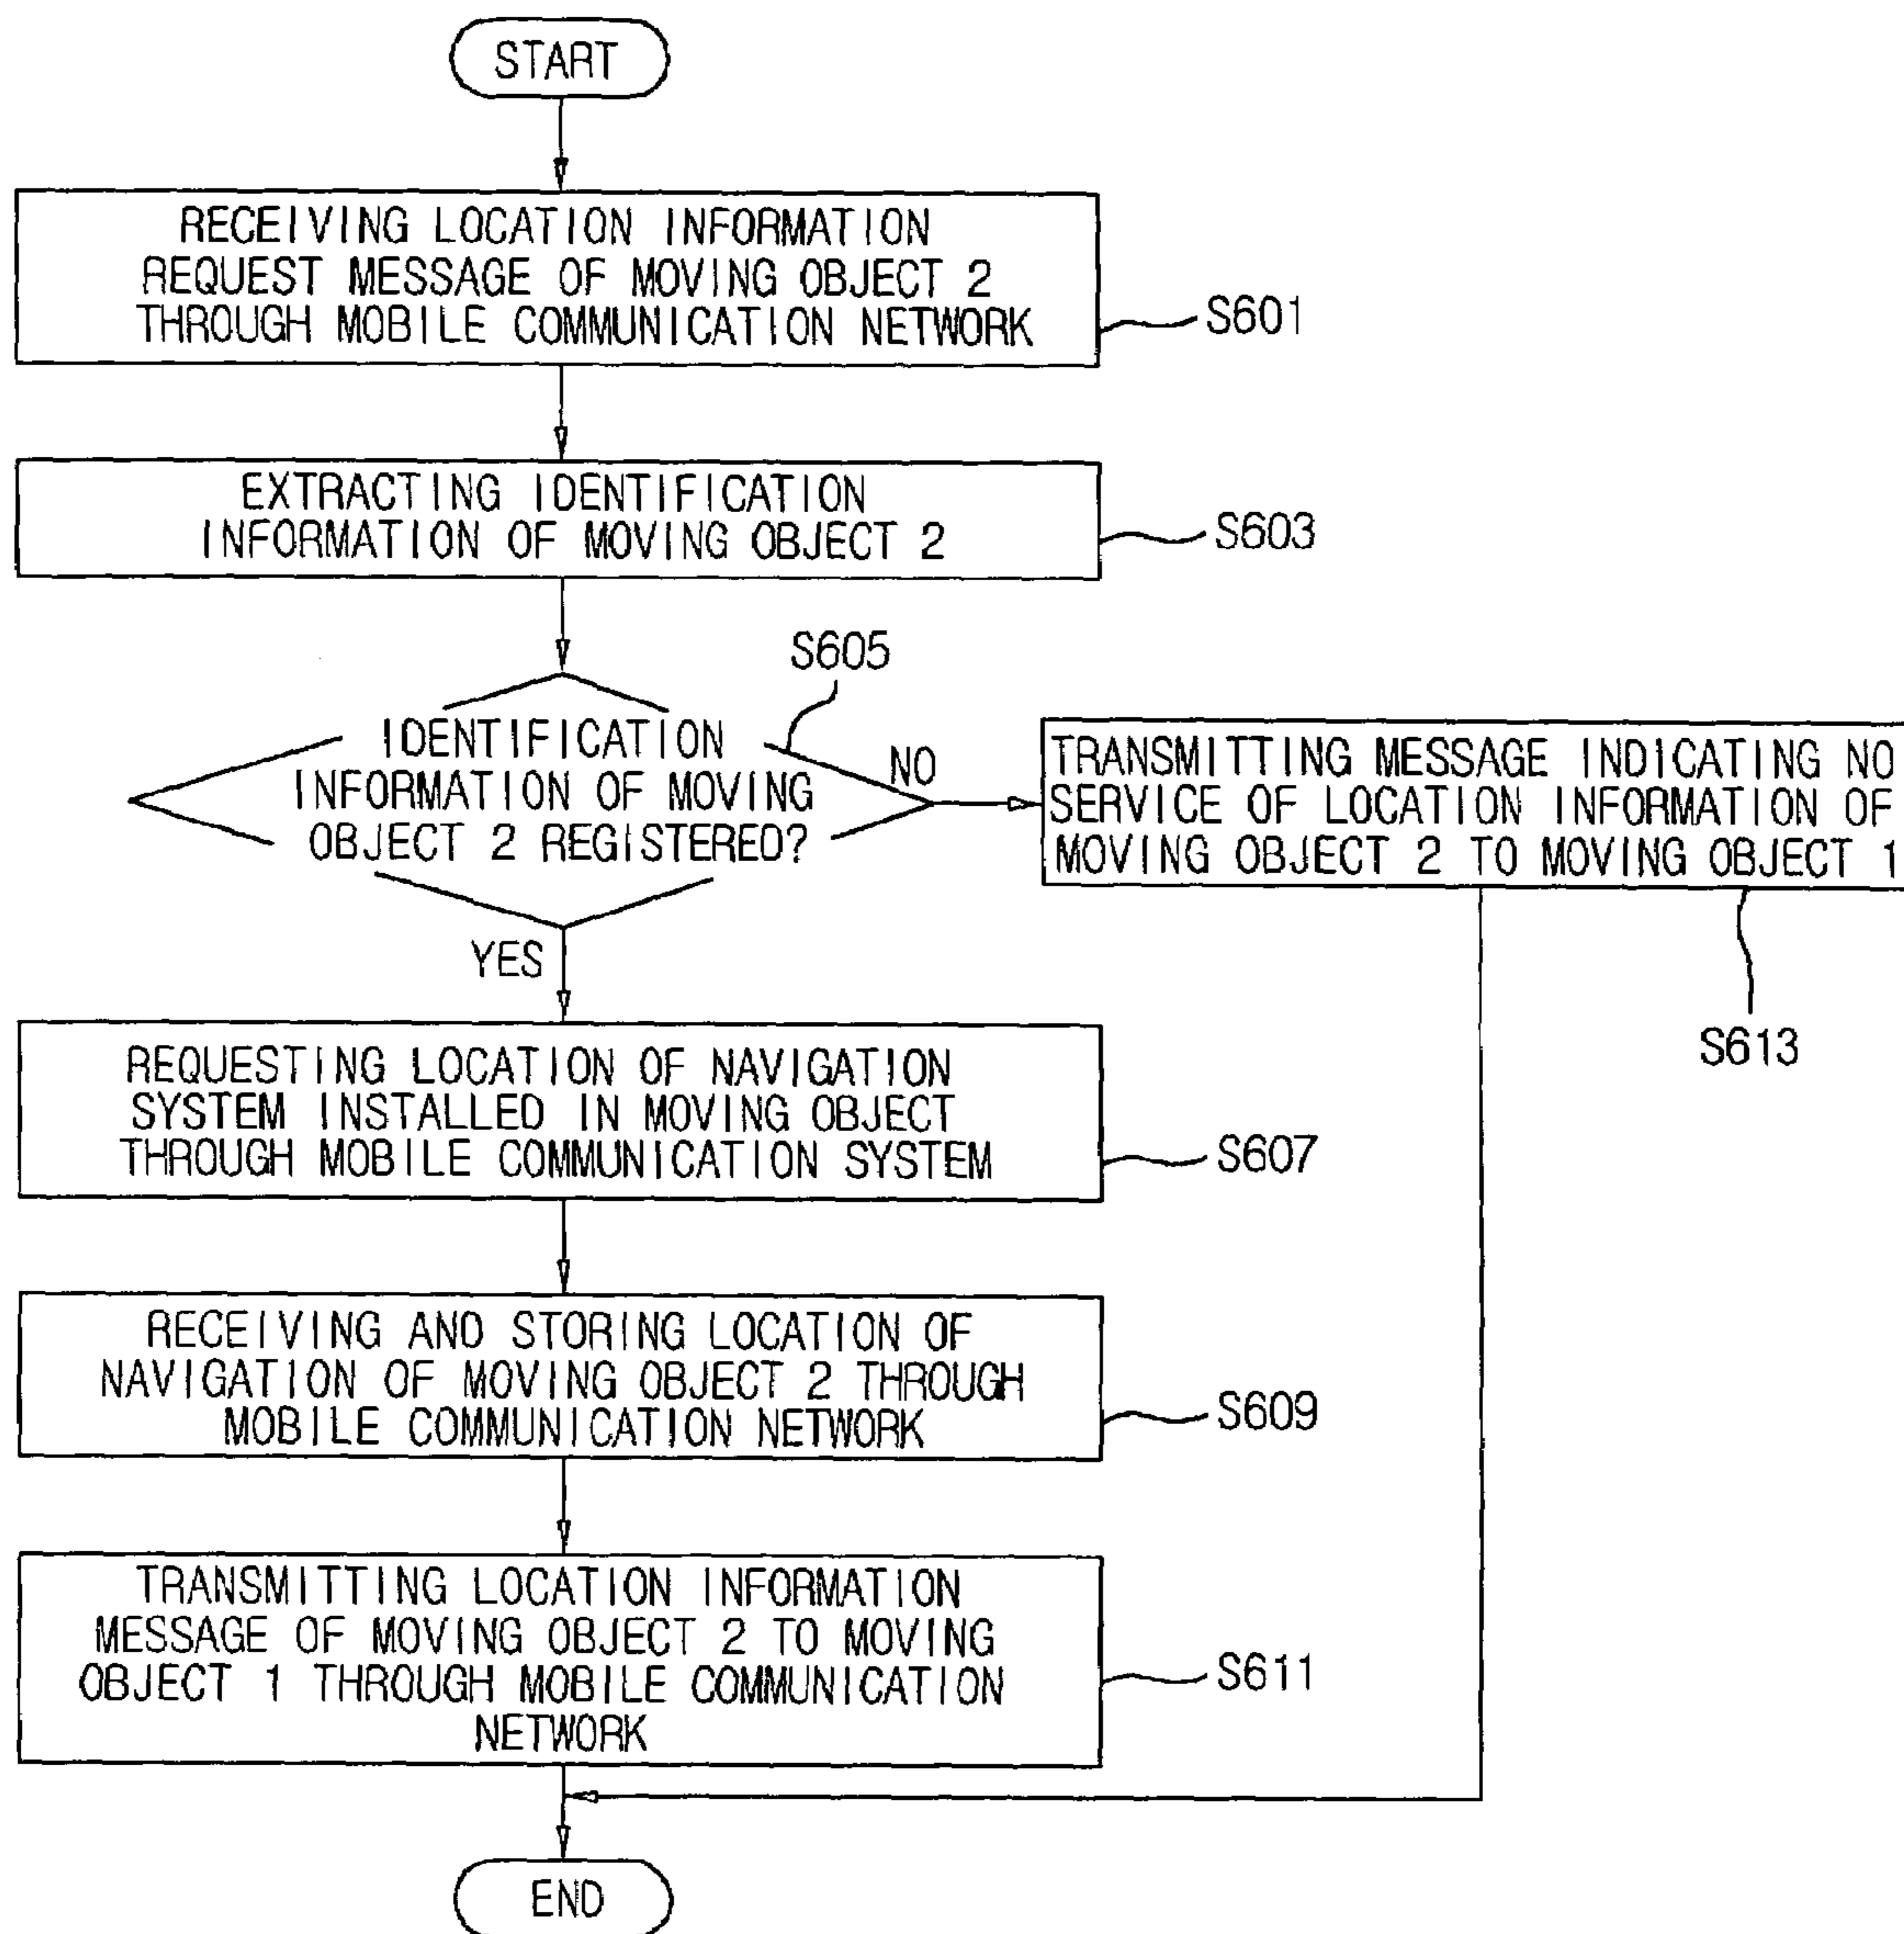 START
RECEIVING LOCATION INFORMATION
REQUEST MESSAGE OF MOVING OBJECT 2
THROUGH MOBILE COMMUNICATION NETWORK
S601
EXTRACTING IDENTIFICATION
INFORMATION OF MOVING OBJECT 2
S603
S605
IDENTIFICATION
INFORMATION OF MOVING
OBJECT 2 REGISTERED?
NO
TRANSMITTING MESSAGE INDICATING NO
SERVICE OF LOCATION INFORMATION OF
MOVING OBJECT 2 TO MOVING OBJECT 1
S613
YES
REQUESTING LOCATION OF NAVIGATION
SYSTEM INSTALLED IN MOVING OBJECT
THROUGH MOBILE COMMUNICATION SYSTEM
S607
RECEIVING AND STORING LOCATION OF
NAVIGATION OF MOVING OBJECT 2 THROUGH
MOBILE COMMUNICATION NETWORK
S609
TRANSMITTING LOCATION INFORMATION
MESSAGE OF MOVING OBJECT 2 TO MOVING
OBJECT 1 THROUGH MOBILE COMMUNICATION
NETWORK
S611
END